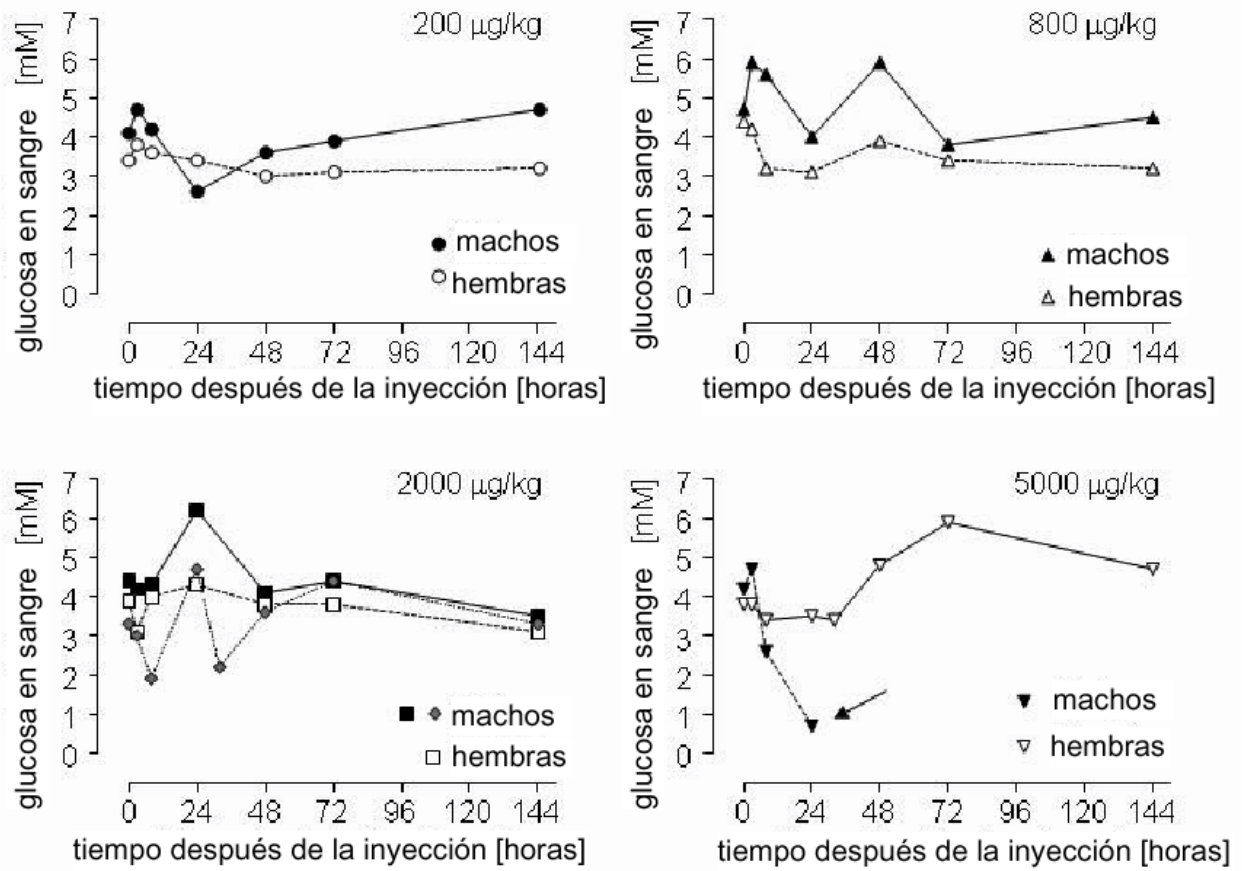 200 µg/kg
glucosa en sangre [mM]
7
6
5
4
3
2
1
0
machos
hembras
0 24 48 72 96 120 144
tiempo después de la inyección [horas]
800 µg/kg
glucosa en sangre [mM]
7
6
5
4
3
2
1
0
machos
hembras
0 24 48 72 96 120 144
tiempo después de la inyección [horas]
2000 µg/kg
glucosa en sangre [mM]
7
6
5
4
3
2
1
0
machos
hembras
0 24 48 72 96 120 144
tiempo después de la inyección [horas]
5000 µg/kg
glucosa en sangre [mM]
7
6
5
4
3
2
1
0
machos
hembras
0 24 48 72 96 120 144
tiempo después de la inyección [horas]